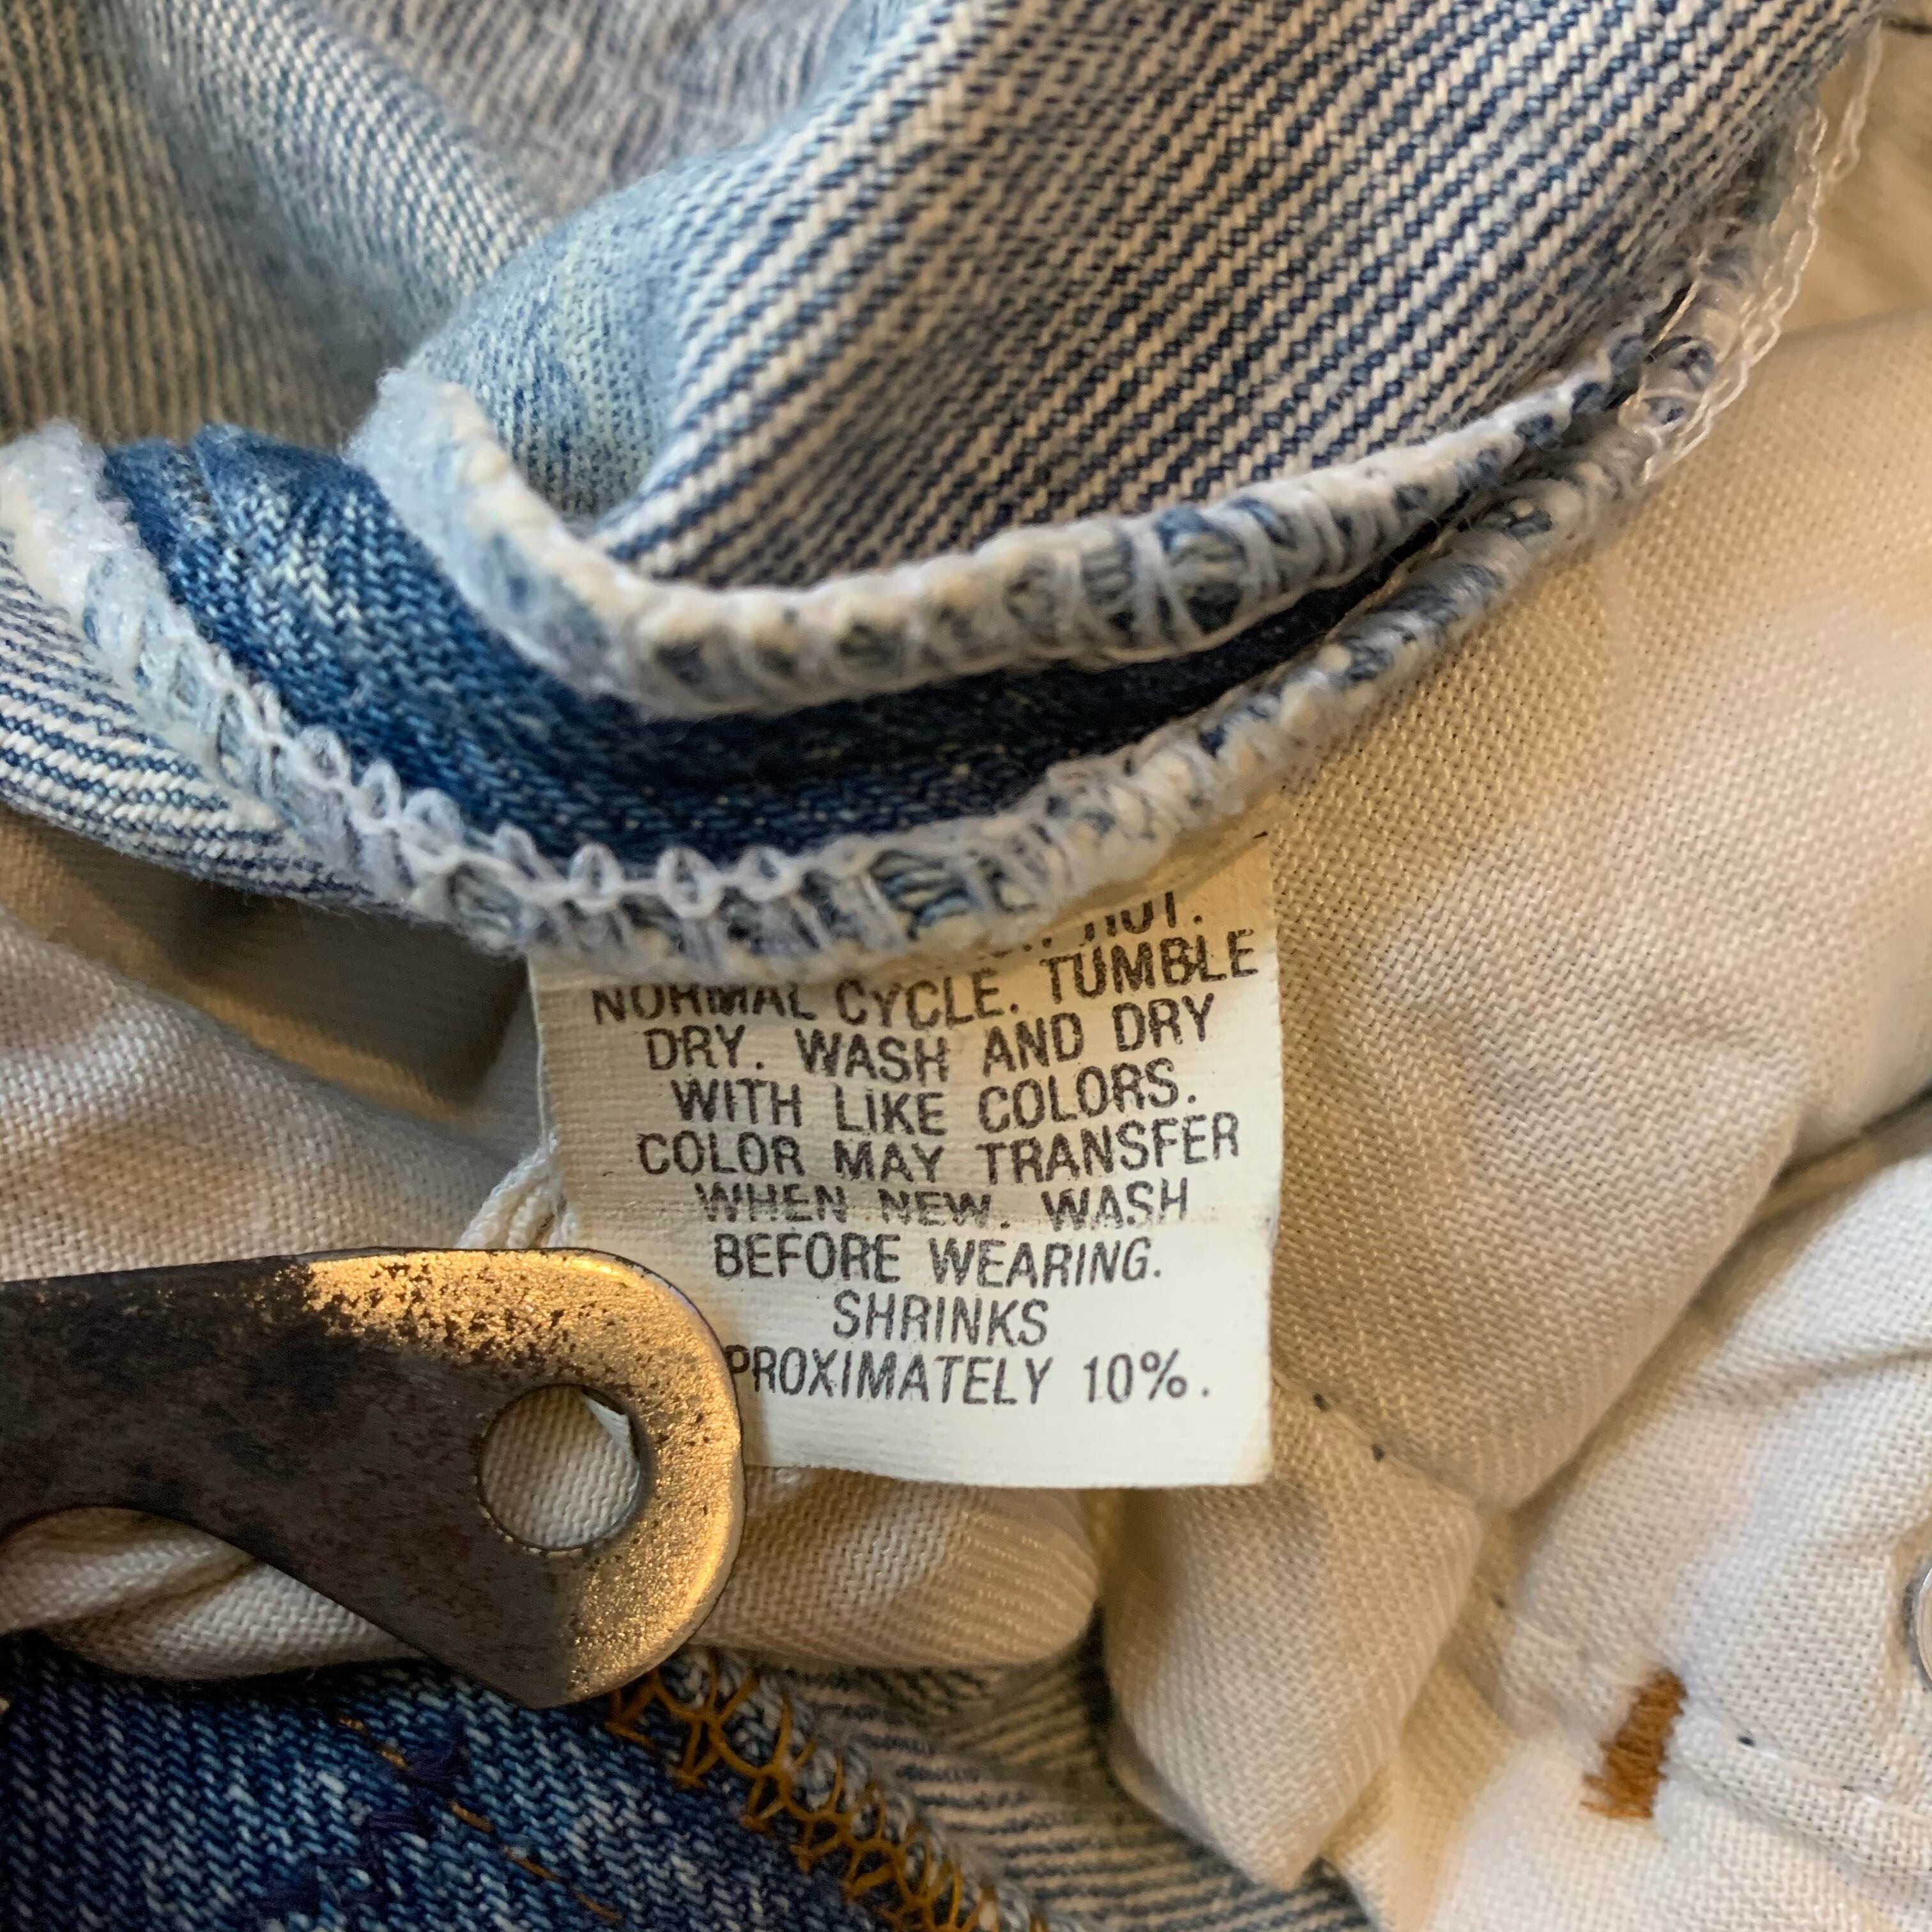 HOT.
NORMAL CYCLE. TUMBLE
DRY. WASH AND DRY
WITH LIKE COLORS.
COLOR MAY TRANSFER
WHEN NEW. WASH
BEFORE WEARING.
SHRINKS
PROXIMATELY 10%.